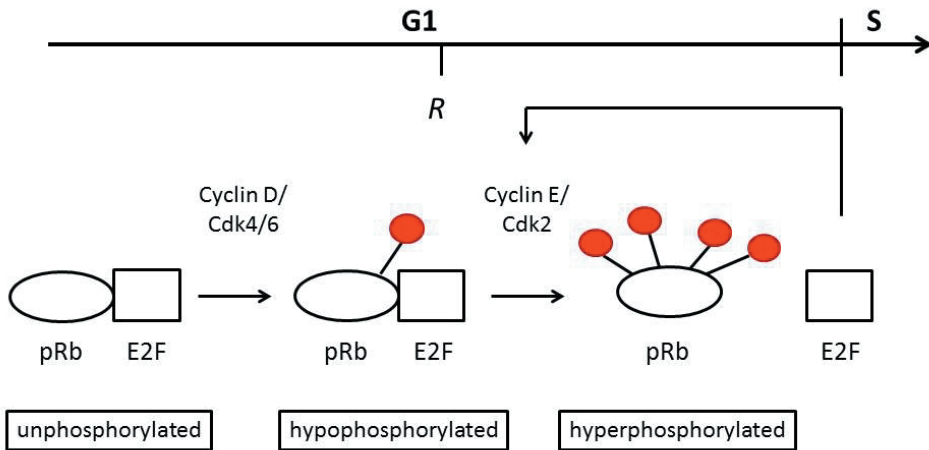 G1
S
R
Cyclin D/
Cdk4/6
Cyclin E/
Cdk2
pRb
E2F
pRb
E2F
pRb
E2F
unphosphorylated
hypophosphorylated
hyperphosphorylated